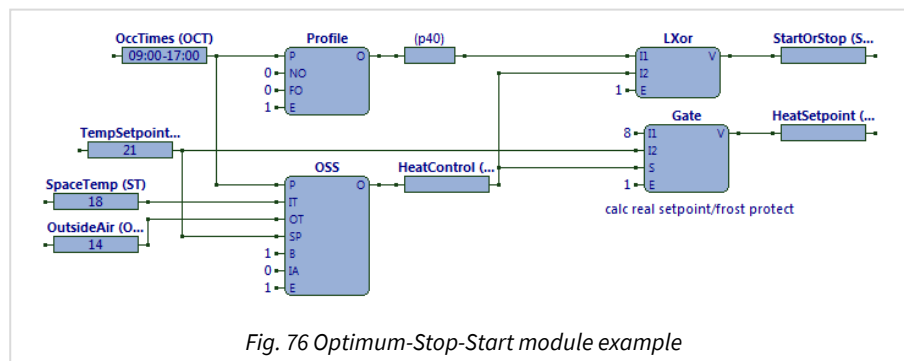 OccTimes (OCT)
09:00-17:00
Profile
P O
0 NO
0 FO
1 E
(p40)
LXor
I1 V
I2
1 E
StartOrStop (S...
TempSetpoint...
21
Gate
8 I1 V
I2
S
1 E
HeatSetpoint (...
calc real setpoint/frost protect
SpaceTemp (ST)
18
OutsideAir (O...
14
OSS
P O
IT
OT
SP
1 B
0 IA
1 E
HeatControl (...
Fig. 76 Optimum-Stop-Start module example